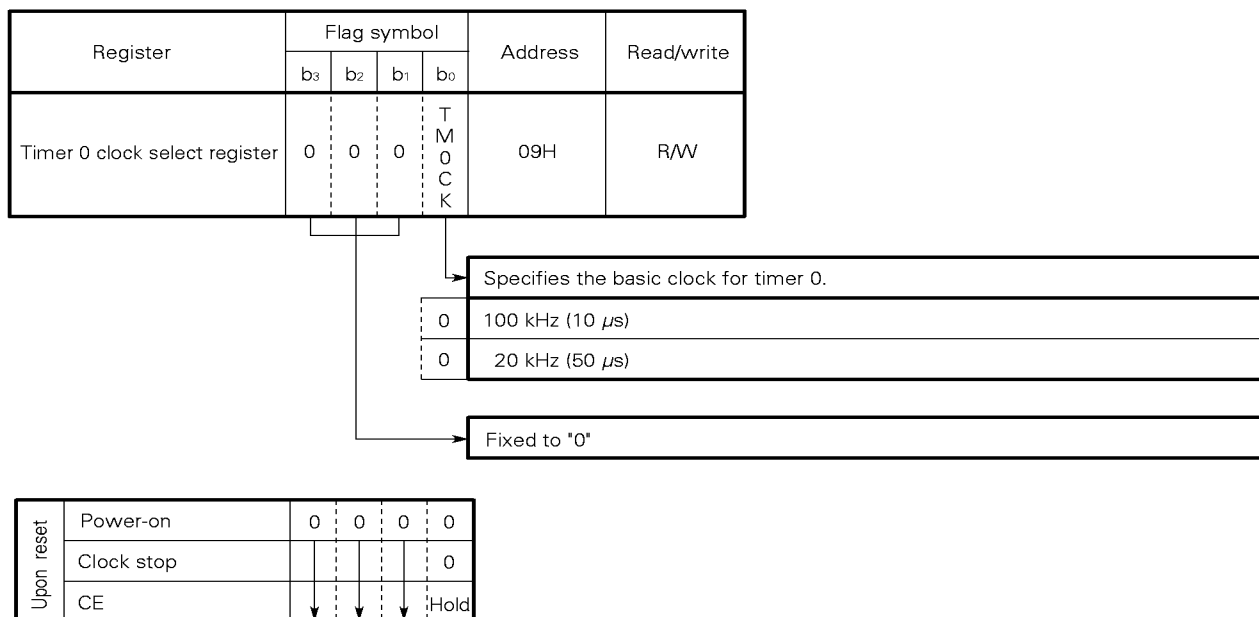 Register
Flag symbol
Address
Read/write
b3 b2 b1 b0
Timer 0 clock select register
0 0 0
T
M
0
C
K
09H
R/W
Specifies the basic clock for timer 0.
0 100 kHz (10 μs)
0 20 kHz (50 μs)
Fixed to "0"
Upon reset
Power-on 0 0 0 0
Clock stop 0
CE Hold